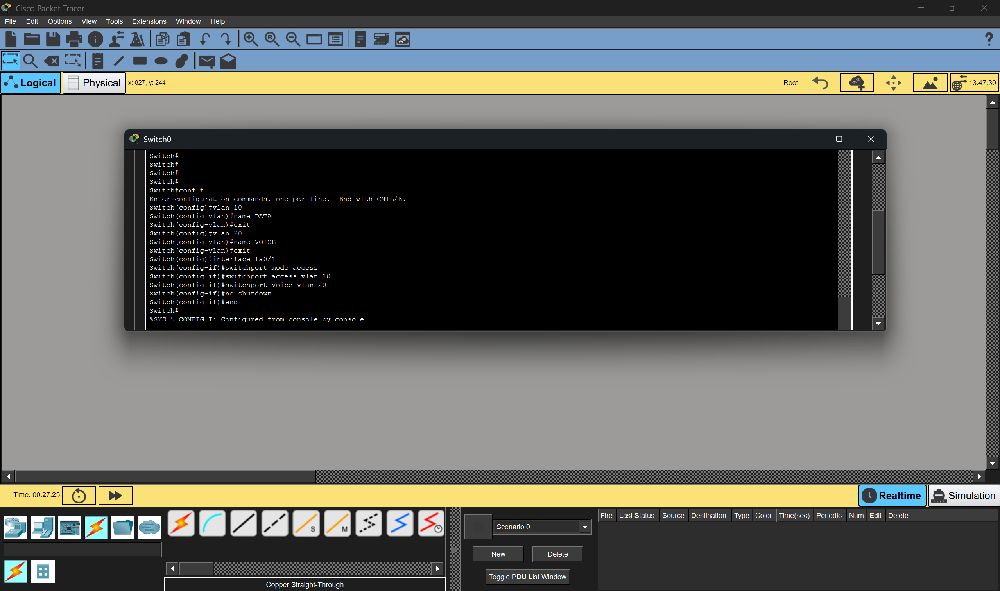 Cisco Packet Tracer
File Edit Options View Tools Extensions Window Help
Logical Physical x: 827, y: 244 Root 13:47:30
Switch0
Switch#
Switch#
Switch#
Switch#
Switch#conf t
Enter configuration commands, one per line.  End with CNTL/Z.
Switch(config)#vlan 10
Switch(config-vlan)#name DATA
Switch(config-vlan)#exit
Switch(config)#vlan 20
Switch(config-vlan)#name VOICE
Switch(config-vlan)#exit
Switch(config)#interface fa0/1
Switch(config-if)#switchport mode access
Switch(config-if)#switchport access vlan 10
Switch(config-if)#switchport voice vlan 20
Switch(config-if)#no shutdown
Switch(config-if)#end
Switch#
%SYS-5-CONFIG_I: Configured from console by console
Time: 00:27:25 Realtime Simulation
S M
Scenario 0
New Delete
Toggle PDU List Window
Fire Last Status Source Destination Type Color Time(sec) Periodic Num Edit Delete
Copper Straight-Through